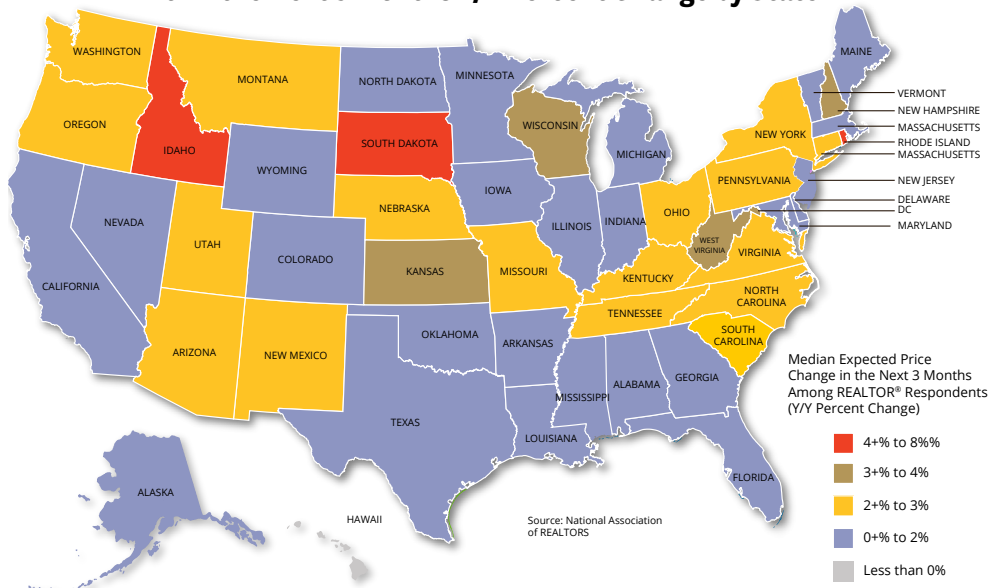 by State
WASHINGTON
OREGON
IDAHO
MONTANA
NORTH DAKOTA
MINNESOTA
SOUTH DAKOTA
WYOMING
WISCONSIN
MICHIGAN
NEW YORK
MAINE
VERMONT
NEW HAMPSHIRE
MASSACHUSETTS
RHODE ISLAND
MASSACHUSETTS
NEW JERSEY
DELAWARE
DC
MARYLAND
PENNSYLVANIA
IOWA
NEBRASKA
NEVADA
UTAH
COLORADO
CALIFORNIA
KANSAS
MISSOURI
ILLINOIS
INDIANA
OHIO
WEST
VIRGINIA
VIRGINIA
KENTUCKY
NORTH
CAROLINA
TENNESSEE
SOUTH
CAROLINA
ARIZONA
NEW MEXICO
OKLAHOMA
ARKANSAS
MISSISSIPPI
ALABAMA
GEORGIA
TEXAS
LOUISIANA
FLORIDA
ALASKA
HAWAII
Source: National Association
of REALTORS
Median Expected Price
Change in the Next 3 Months
Among REALTOR® Respondents
(Y/Y Percent Change)
4+% to 8%%
3+% to 4%
2+% to 3%
0+% to 2%
Less than 0%